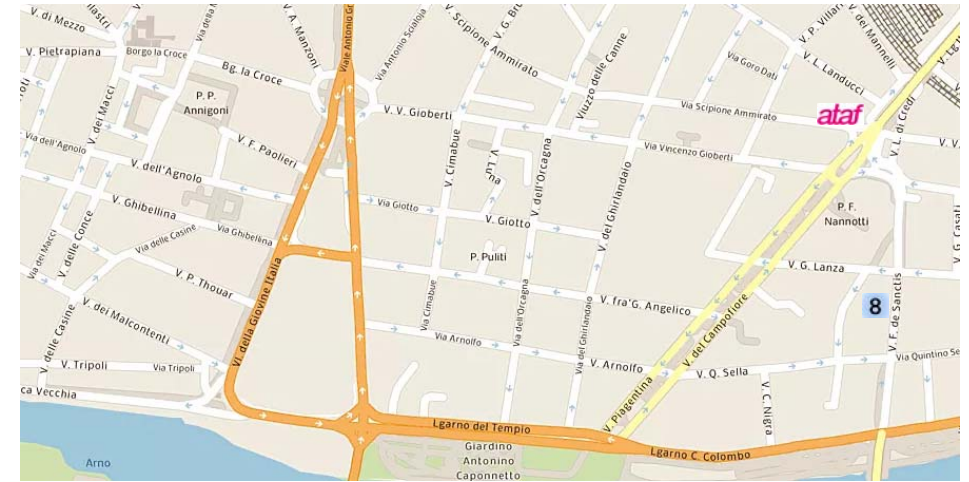 V. di Mezzo
V. A. Manzoni
Viale Antonio Gr
Via Antonio Scialoja
V. G. Bru
V. Scipione Ammirato
Viuzzo delle Canne
V. P. Villari
V. dei Mannelli
V. Pietrapiana
Borgo la Croce
Bg. la Croce
Via Goro Dati
V. L. Landucci
P. P.
Annigoni
V. dei Macci
V. V. Gioberti
Via Scipione Ammirato
ataf
V. L. di Credi
V. V.
Via dell'Agnolo
V. F. Paolieri
V. Cimabue
V. dell'Orcagna
Via Vincenzo Gioberti
V. dell'Agnolo
V. Ghibellina
Via Ghibellina
Via Giotto
V. Giotto
V. del Ghirlandaio
P. F.
Nannotti
V. G. Casati
Via dei Macci
V. delle Conce
Via delle Casine
V. P. Thouar
P. Puliti
V. G. Lanza
V. fra'G. Angelico
8
V. dei Malcontenti
Vl. della Giovine Italia
Via Cimabue
Via dell'Orcagna
Via del Ghirlandaio
V. del Campofiore
V. F. de Sanctis
V. delle Casine
Via Arnolfo
V. Arnolfo
V. Q. Sella
Via Quintino Se
V. Tripoli
Via Tripoli
V. Piagentina
V. C. Nigra
ca Vecchia
Lgarno del Tempio
Lgarno C. Colombo
Arno
Giardino
Antonino
Caponnetto